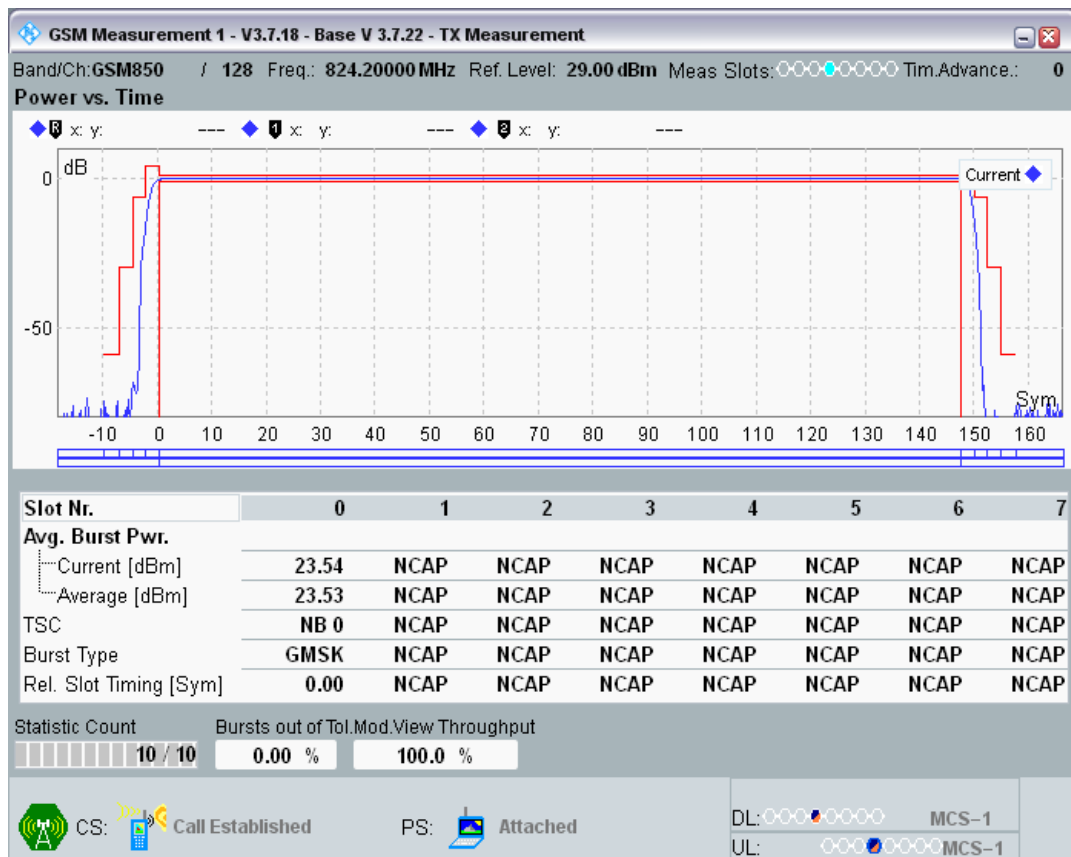 GSM Measurement 1 - V3.7.18 - Base V 3.7.22 - TX Measurement
Band/Ch:GSM850 / 128 Freq.: 824.20000 MHz Ref. Level: 29.00 dBm Meas Slots: Tim.Advance.: 0
Power vs. Time
R x: y: --- 1 x: y: --- 2 x: y: ---
dB
0
Current
-50
Sym
-10 0 10 20 30 40 50 60 70 80 90 100 110 120 130 140 150 160
Slot Nr. 0 1 2 3 4 5 6 7
Avg. Burst Pwr.
Current [dBm] 23.54 NCAP NCAP NCAP NCAP NCAP NCAP NCAP
Average [dBm] 23.53 NCAP NCAP NCAP NCAP NCAP NCAP NCAP
TSC NB 0 NCAP NCAP NCAP NCAP NCAP NCAP NCAP
Burst Type GMSK NCAP NCAP NCAP NCAP NCAP NCAP NCAP
Rel. Slot Timing [Sym] 0.00 NCAP NCAP NCAP NCAP NCAP NCAP NCAP
Statistic Count Bursts out of Tol.Mod.View Throughput
10 / 10 0.00 % 100.0 %
CS: Call Established PS: Attached
DL: MCS-1
UL: MCS-1